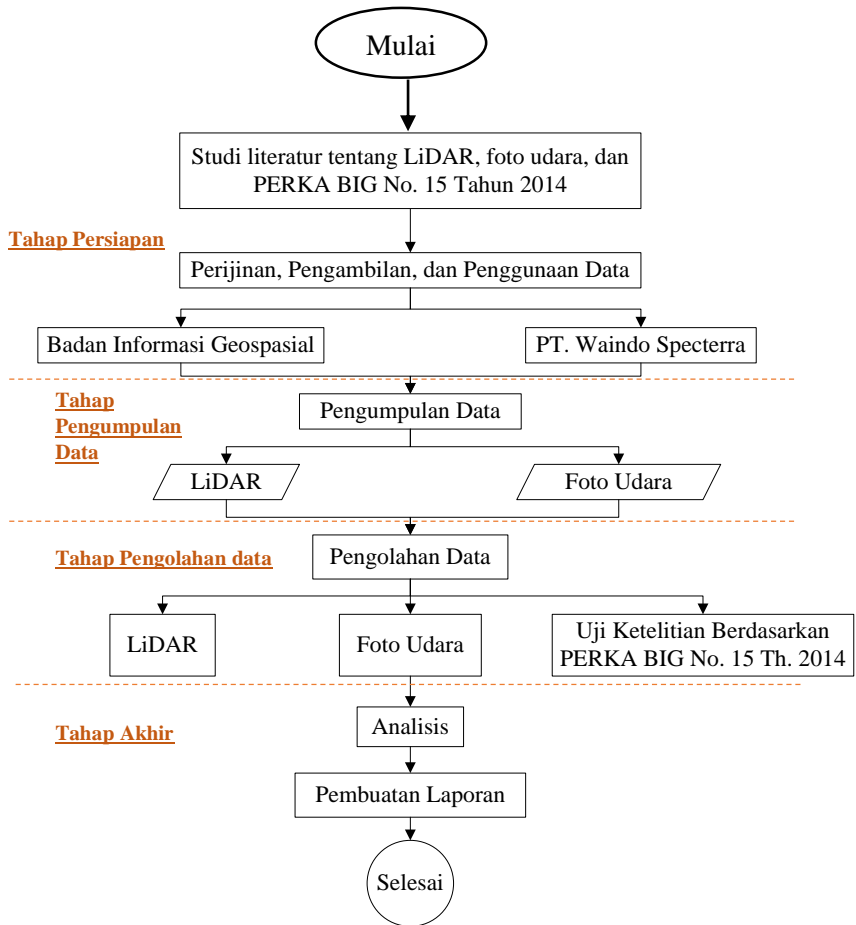 Mulai
Studi literatur tentang LiDAR, foto udara, dan
PERKA BIG No. 15 Tahun 2014
Tahap Persiapan
Perijinan, Pengambilan, dan Penggunaan Data
Badan Informasi Geospasial
PT. Waindo Specterra
Tahap
Pengumpulan
Data
Pengumpulan Data
LiDAR
Foto Udara
Tahap Pengolahan data
Pengolahan Data
LiDAR
Foto Udara
Uji Ketelitian Berdasarkan
PERKA BIG No. 15 Th. 2014
Tahap Akhir
Analisis
Pembuatan Laporan
Selesai